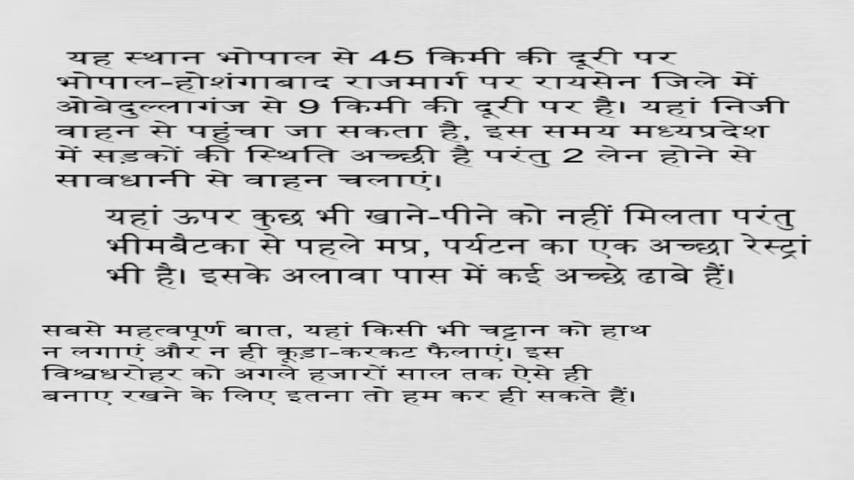 यह स्थान भोपाल से 45 किमी की दूरी पर
भोपाल-होशंगाबाद राजमार्ग पर रायसेन जिले में
ओबेदुल्लागंज से 9 किमी की दूरी पर है। यहां निजी
वाहन से पहुंचा जा सकता है, इस समय मध्यप्रदेश
में सड़कों की स्थिति अच्छी है परंतु 2 लेन होने से
सावधानी से वाहन चलाएं।
यहां ऊपर कुछ भी खाने-पीने को नहीं मिलता परंतु
भीमबैटका से पहले मप्र, पर्यटन का एक अच्छा रेस्ट्रां
भी है। इसके अलावा पास में कई अच्छे ढाबे हैं।
सबसे महत्वपूर्ण बात, यहां किसी भी चट्टान को हाथ
न लगाएं और न ही कूड़ा-करकट फैलाएं। इस
विश्वधरोहर को अगले हजारों साल तक ऐसे ही
बनाए रखने के लिए इतना तो हम कर ही सकते हैं।